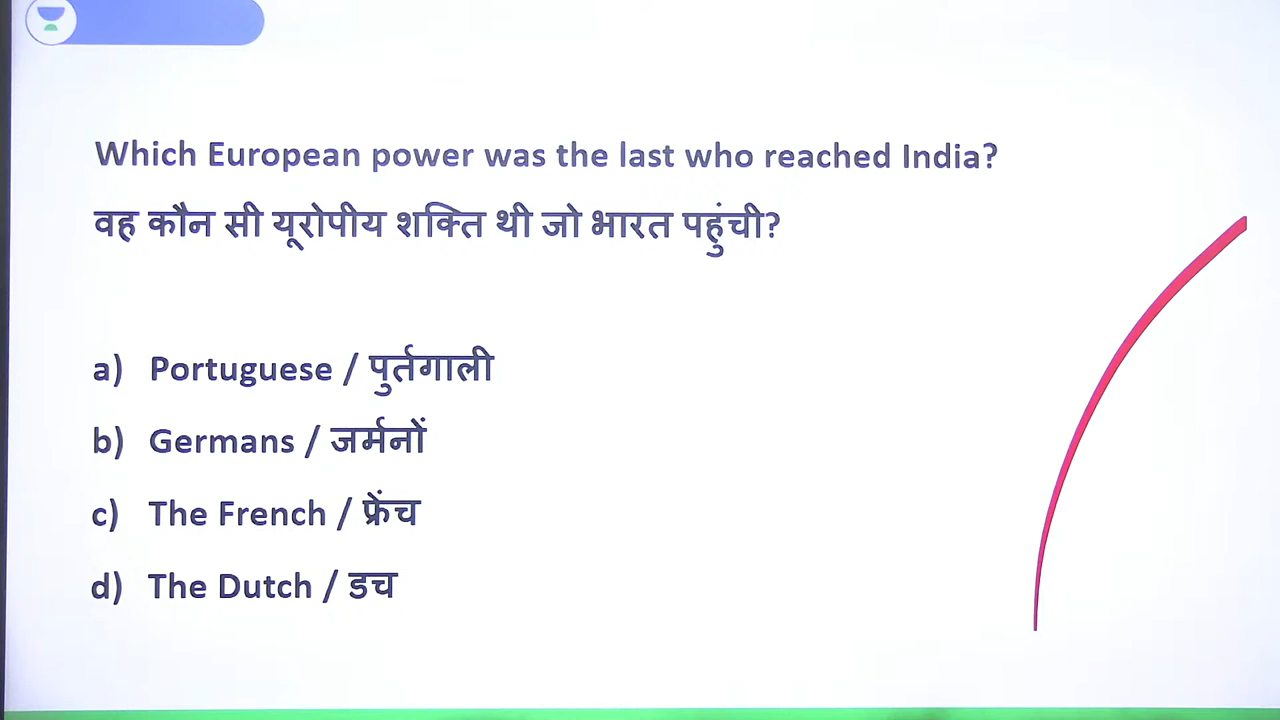 Which European power was the last who reached India?
वह कौन सी यूरोपीय शक्ति थी जो भारत पहुंची?
a) Portuguese / पुर्तगाली
b) Germans / जर्मनों
c) The French / फ्रेंच
d) The Dutch / डच